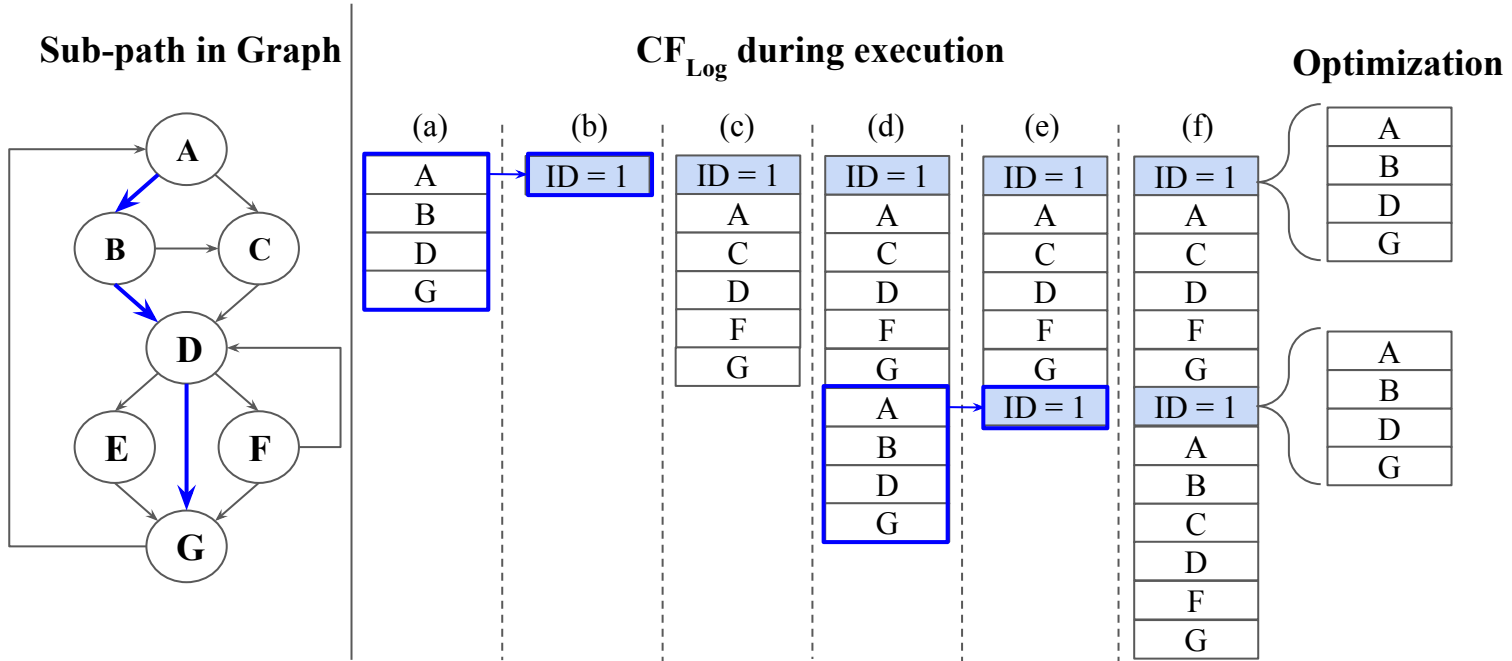 Sub-path in Graph
CFLog during execution
Optimization
A
B
C
D
E
F
G
(a)
A
B
D
G
(b)
ID = 1
(c)
ID = 1
A
C
D
F
G
(d)
ID = 1
A
C
D
F
G
A
B
D
G
(e)
ID = 1
A
C
D
F
G
ID = 1
(f)
ID = 1
A
C
D
F
G
ID = 1
A
B
C
D
F
G
A
B
D
G
A
B
D
G